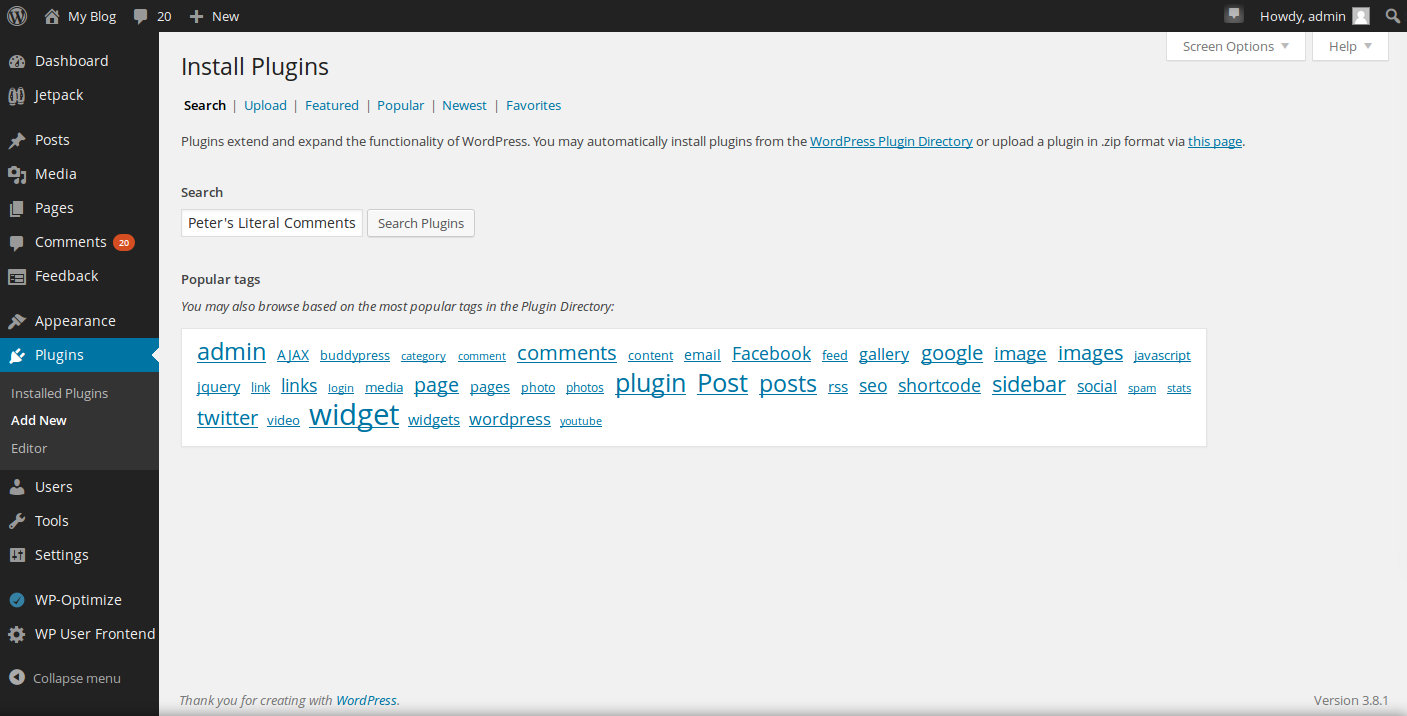 My Blog 20 New Howdy, admin
Screen Options Help
Dashboard
Jetpack
Posts
Media
Pages
Comments 20
Feedback
Appearance
Plugins
Installed Plugins
Add New
Editor
Users
Tools
Settings
WP-Optimize
WP User Frontend
Collapse menu
Install Plugins
Search | Upload | Featured | Popular | Newest | Favorites
Plugins extend and expand the functionality of WordPress. You may automatically install plugins from the WordPress Plugin Directory or upload a plugin in .zip format via this page.
Search
Peter's Literal Comments Search Plugins
Popular tags
You may also browse based on the most popular tags in the Plugin Directory:
admin AJAX buddypress category comment comments content email Facebook feed gallery google image images javascript
jquery link links login media page pages photo photos plugin Post posts rss seo shortcode sidebar social spam stats
twitter video widget widgets wordpress youtube
Thank you for creating with WordPress. Version 3.8.1